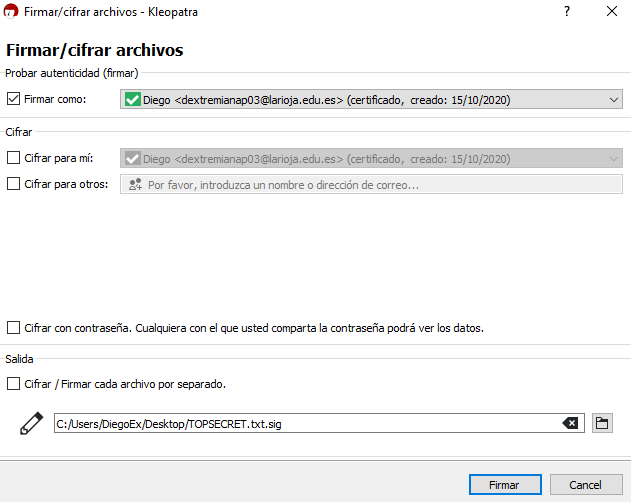 Firmar/cifrar archivos - Kleopatra
Firmar/cifrar archivos
Probar autenticidad (firmar)
Firmar como: Diego <dextremianap03@larioja.edu.es> (certificado, creado: 15/10/2020)
Cifrar
Cifrar para mí: Diego <dextremianap03@larioja.edu.es> (certificado, creado: 15/10/2020)
Cifrar para otros: Por favor, introduzca un nombre o dirección de correo...
Cifrar con contraseña. Cualquiera con el que usted comparta la contraseña podrá ver los datos.
Salida
Cifrar / Firmar cada archivo por separado.
C:/Users/DiegoEx/Desktop/TOPSECRET.txt.sig
Firmar Cancel